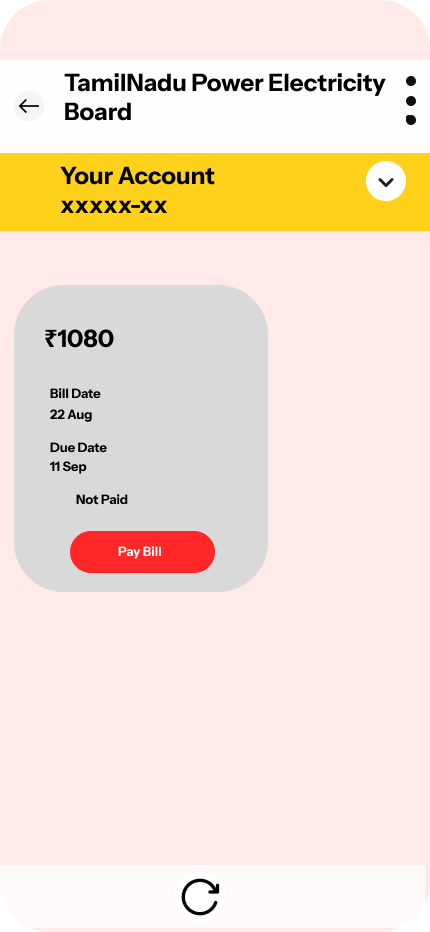 TamilNadu Power Electricity
Board
Your Account
xxxxx-xx
₹1080
Bill Date
22 Aug
Due Date
11 Sep
Not Paid
Pay Bill